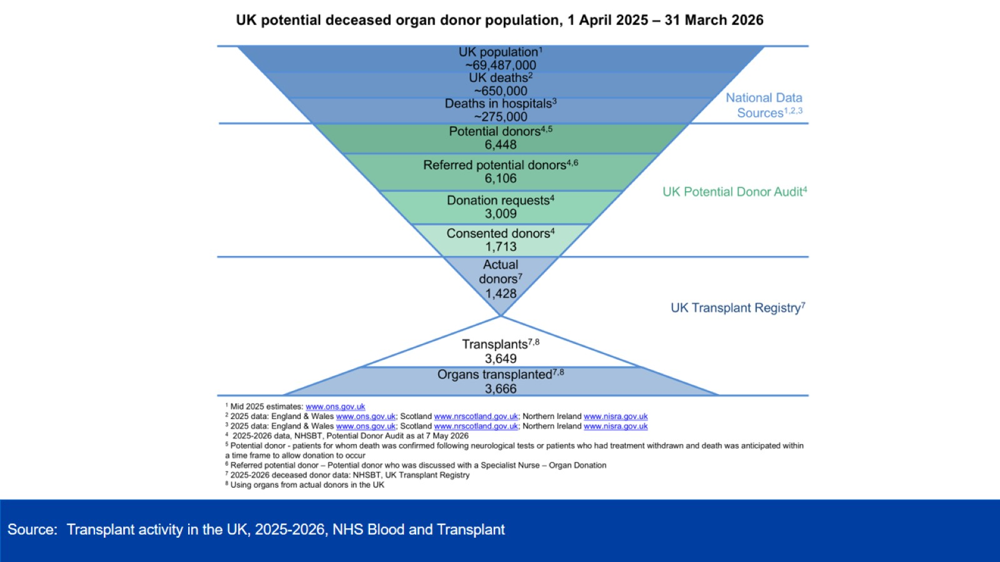 UK potential deceased organ donor population, 1 April 2025 – 31 March 2026
UK population¹
~69,487,000
UK deaths²
~650,000
Deaths in hospitals³
~275,000
National Data
Sources¹,²,³
Potential donors⁴,⁵
6,448
Referred potential donors⁴,⁶
6,106
UK Potential Donor Audit⁴
Donation requests⁴
3,009
Consented donors⁴
1,713
Actual
donors⁷
1,428
UK Transplant Registry⁷
Transplants⁷,⁸
3,649
Organs transplanted⁷,⁸
3,666
¹ Mid 2025 estimates: www.ons.gov.uk
² 2025 data: England & Wales www.ons.gov.uk; Scotland www.nrscotland.gov.uk; Northern Ireland www.nisra.gov.uk
³ 2025 data: England & Wales www.ons.gov.uk; Scotland www.nrscotland.gov.uk; Northern Ireland www.nisra.gov.uk
⁴ 2025-2026 data, NHSBT, Potential Donor Audit as at 7 May 2026
⁵ Potential donor - patients for whom death was confirmed following neurological tests or patients who had treatment withdrawn and death was anticipated within
a time frame to allow donation to occur
⁶ Referred potential donor – Potential donor who was discussed with a Specialist Nurse – Organ Donation
⁷ 2025-2026 deceased donor data: NHSBT, UK Transplant Registry
⁸ Using organs from actual donors in the UK
Source: Transplant activity in the UK, 2025-2026, NHS Blood and Transplant